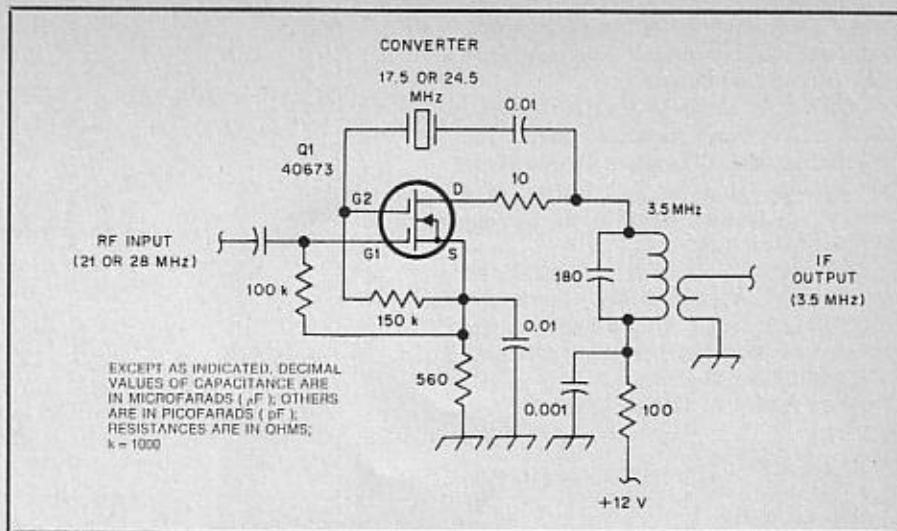 CONVERTER
17.5 OR 24.5
MHz
0.01
Q1
40673
G2
D
10
3.5 MHz
RF INPUT
(21 OR 28 MHz)
G1
S
180
IF
OUTPUT
(3.5 MHz)
100 k
150 k
0.01
560
0.001
100
EXCEPT AS INDICATED, DECIMAL
VALUES OF CAPACITANCE ARE
IN MICROFARADS ( µF ); OTHERS
ARE IN PICOFARADS ( pF );
RESISTANCES ARE IN OHMS;
k = 1000
+12 V